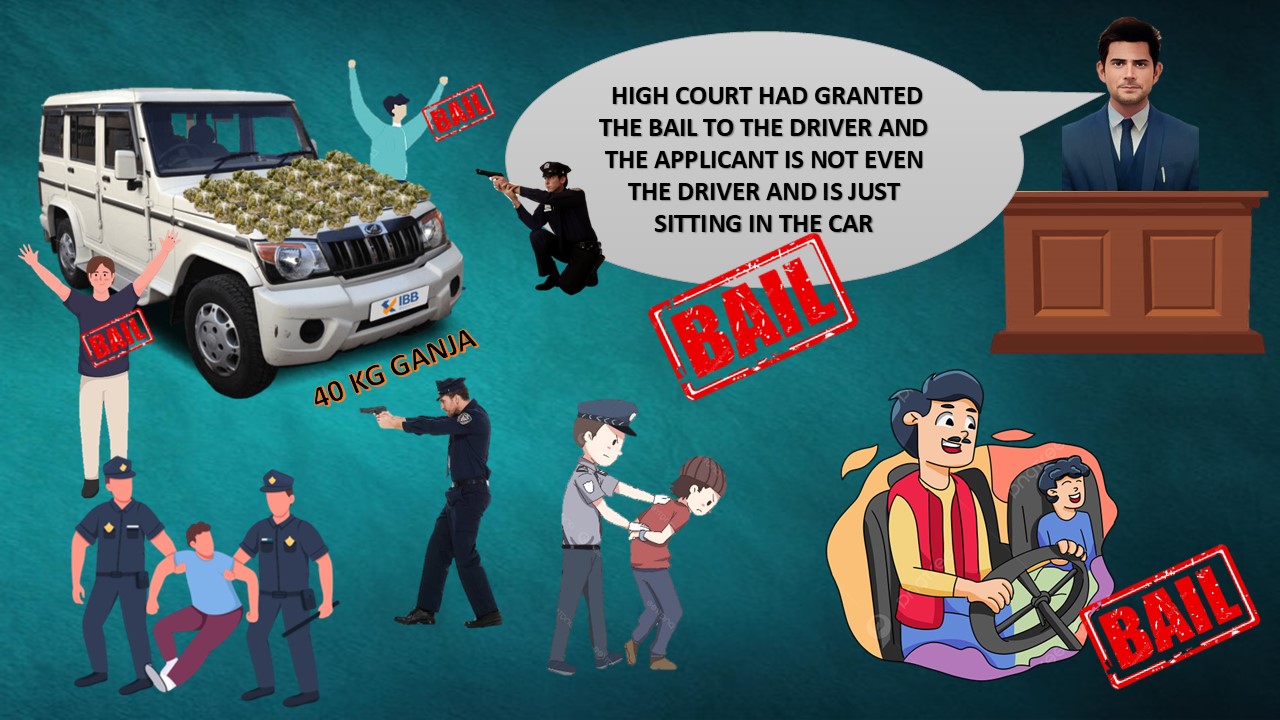 HIGH COURT HAD GRANTED
THE BAIL TO THE DRIVER AND
THE APPLICANT IS NOT EVEN
THE DRIVER AND IS JUST
SITTING IN THE CAR
BAIL
BAIL
IBB
BAIL
40 KG GANJA
BAIL